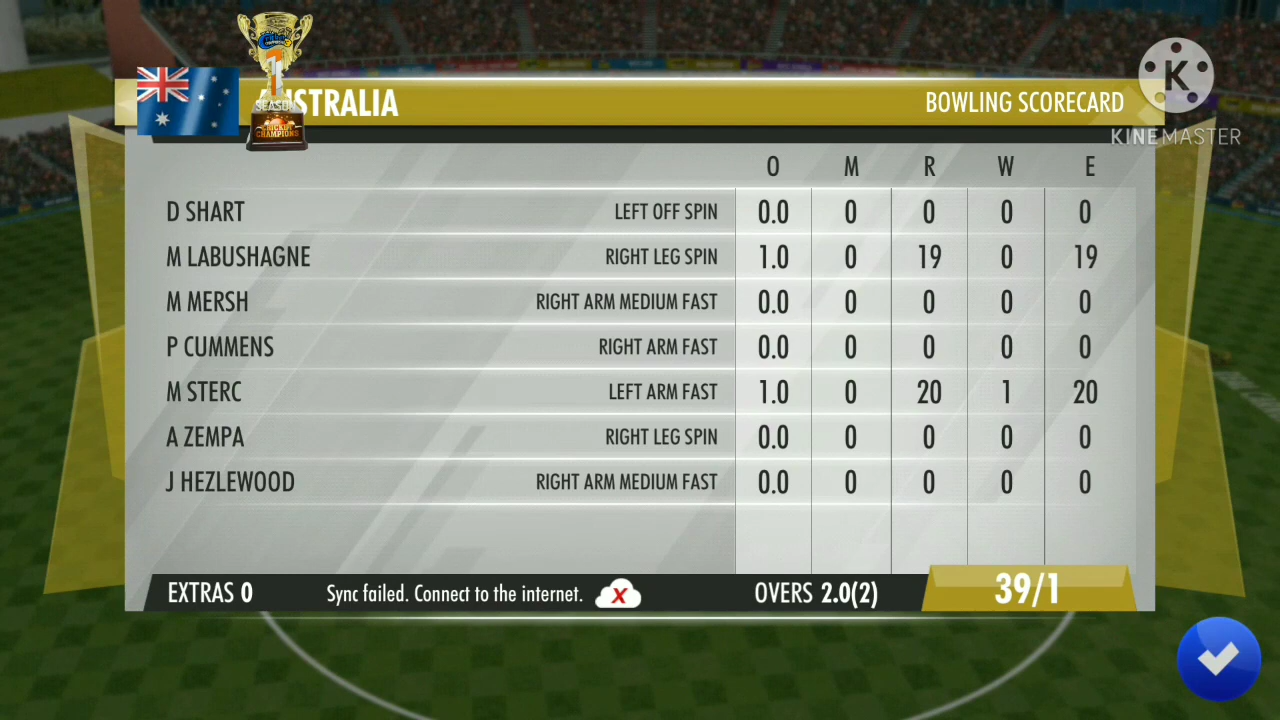 AUSTRALIA
BOWLING SCORECARD
K
KINEMASTER
SEASON 1
CRICKET
CHAMPIONS
O M R W E
D SHART LEFT OFF SPIN 0.0 0 0 0 0
M LABUSHAGNE RIGHT LEG SPIN 1.0 0 19 0 19
M MERSH RIGHT ARM MEDIUM FAST 0.0 0 0 0 0
P CUMMENS RIGHT ARM FAST 0.0 0 0 0 0
M STERC LEFT ARM FAST 1.0 0 20 1 20
A ZEMPA RIGHT LEG SPIN 0.0 0 0 0 0
J HEZLEWOOD RIGHT ARM MEDIUM FAST 0.0 0 0 0 0
EXTRAS 0 Sync failed. Connect to the internet. X OVERS 2.0(2) 39/1